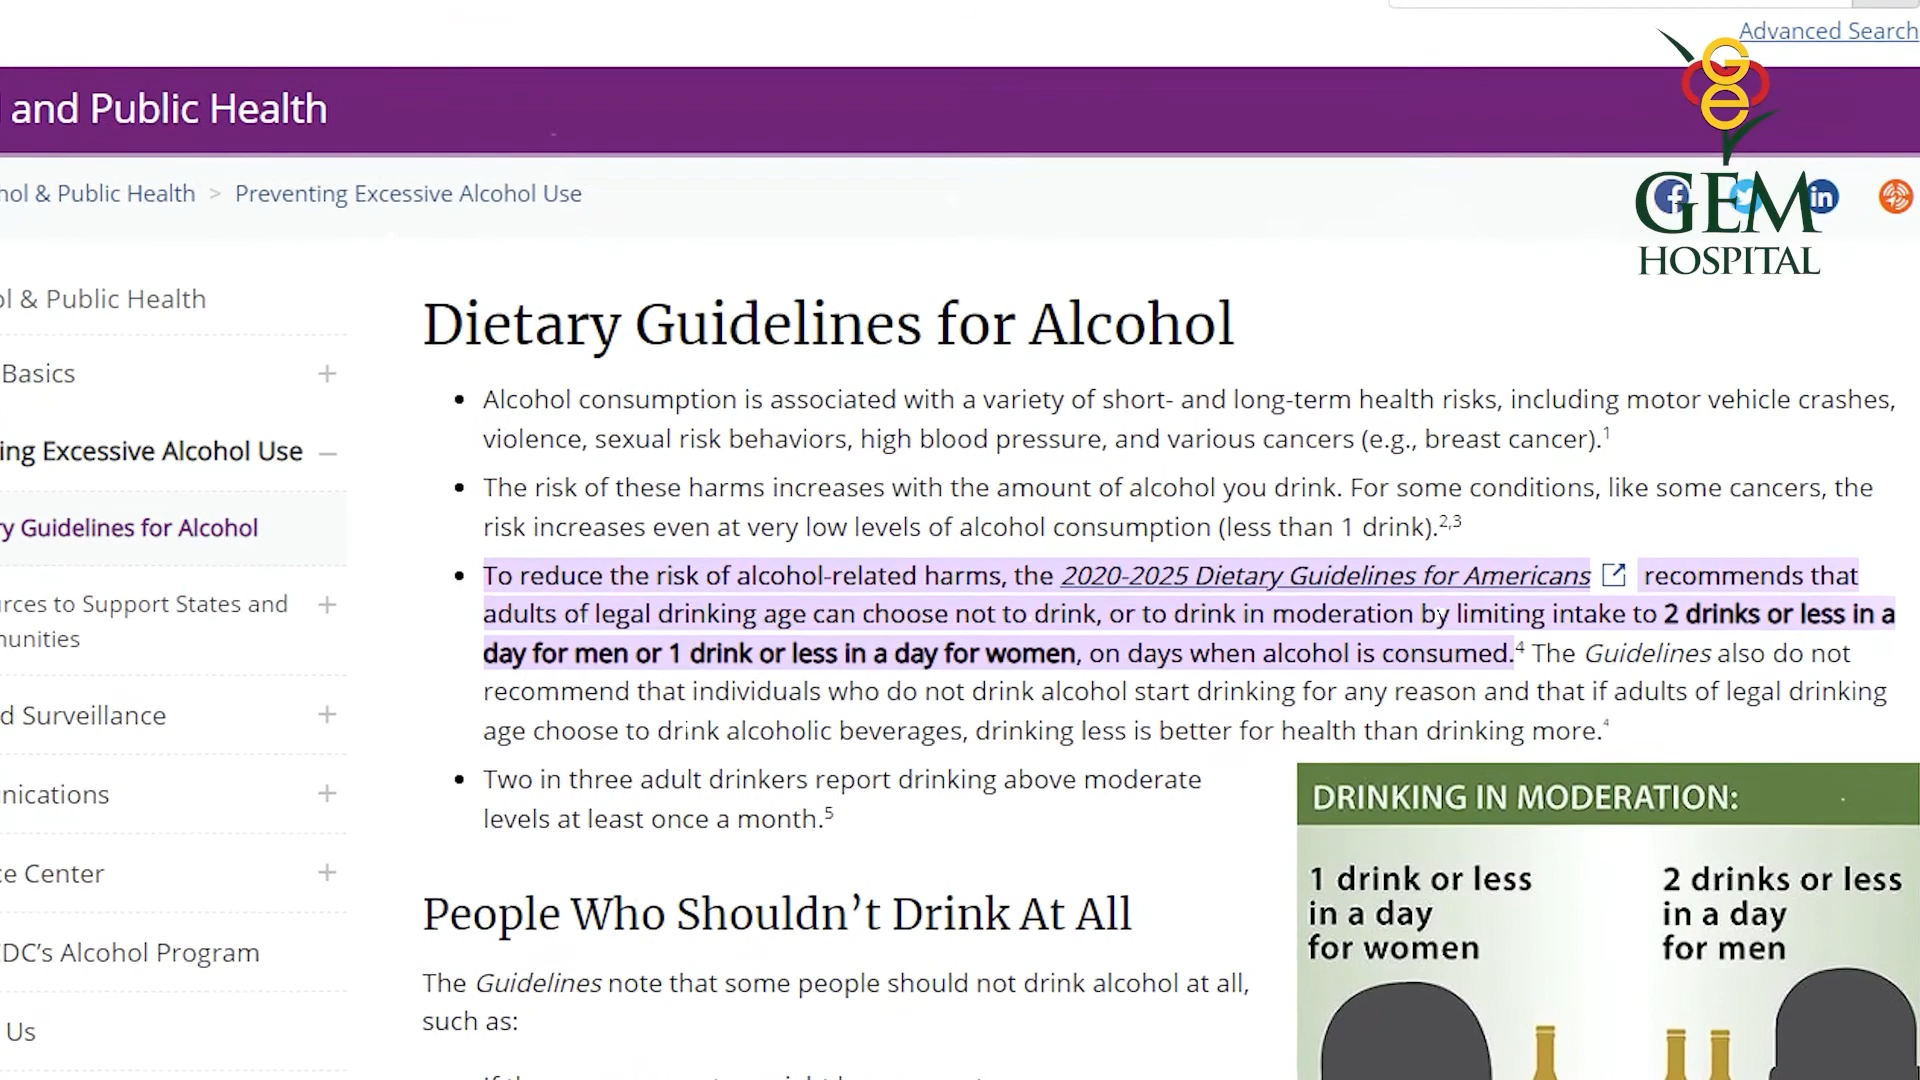 Advanced Search
and Public Health
hol & Public Health > Preventing Excessive Alcohol Use
GEM
HOSPITAL
ol & Public Health
Basics
ing Excessive Alcohol Use
y Guidelines for Alcohol
rces to Support States and
munities
d Surveillance
nications
ce Center
CDC's Alcohol Program
Us
Dietary Guidelines for Alcohol
• Alcohol consumption is associated with a variety of short- and long-term health risks, including motor vehicle crashes,
violence, sexual risk behaviors, high blood pressure, and various cancers (e.g., breast cancer).1
• The risk of these harms increases with the amount of alcohol you drink. For some conditions, like some cancers, the
risk increases even at very low levels of alcohol consumption (less than 1 drink).2,3
• To reduce the risk of alcohol-related harms, the 2020-2025 Dietary Guidelines for Americans recommends that
adults of legal drinking age can choose not to drink, or to drink in moderation by limiting intake to 2 drinks or less in a
day for men or 1 drink or less in a day for women, on days when alcohol is consumed.4 The Guidelines also do not
recommend that individuals who do not drink alcohol start drinking for any reason and that if adults of legal drinking
age choose to drink alcoholic beverages, drinking less is better for health than drinking more.4
• Two in three adult drinkers report drinking above moderate
levels at least once a month.5
People Who Shouldn't Drink At All
The Guidelines note that some people should not drink alcohol at all,
such as:
DRINKING IN MODERATION:
1 drink or less
in a day
for women
2 drinks or less
in a day
for men